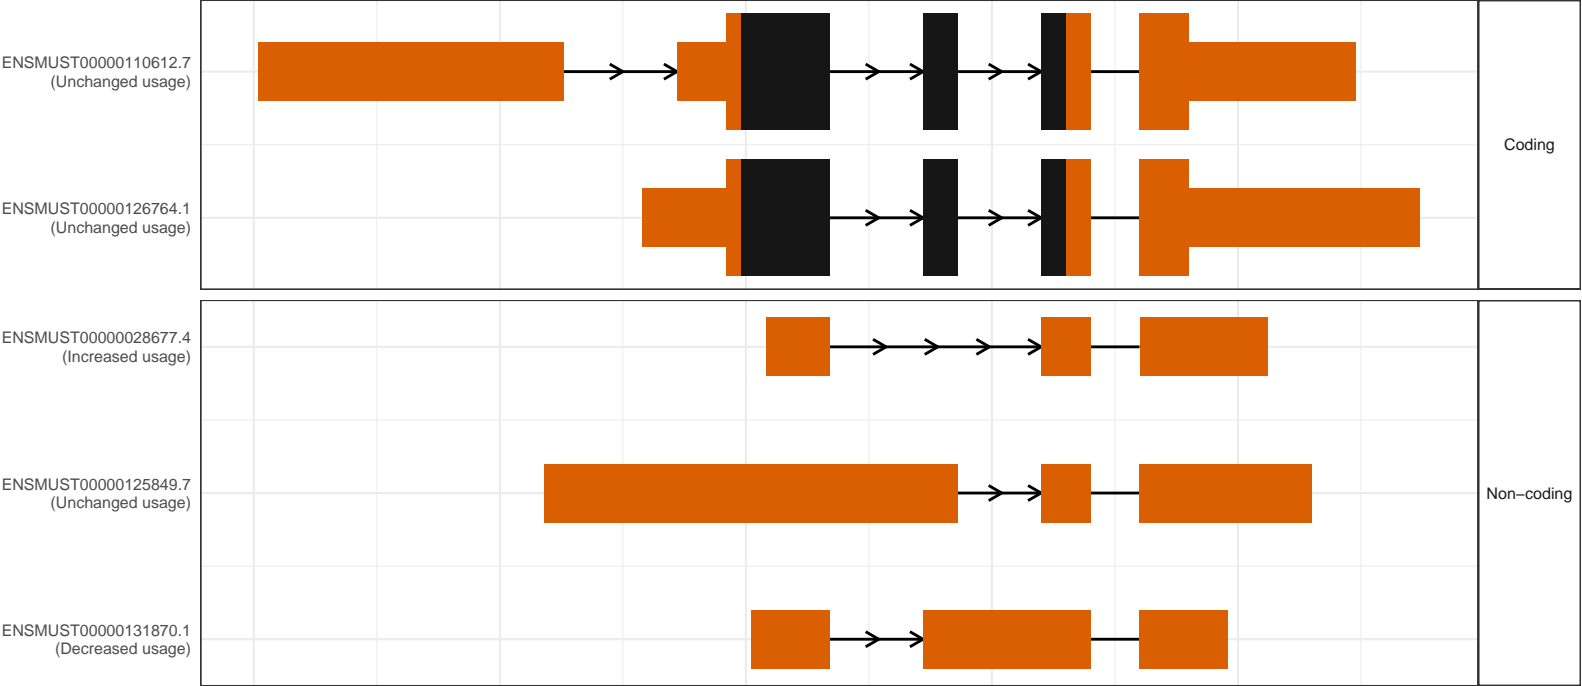 ENSMUST00000110612.7
(Unchanged usage)
ENSMUST00000126764.1
(Unchanged usage)
Coding
ENSMUST00000028677.4
(Increased usage)
ENSMUST00000125849.7
(Unchanged usage)
Non−coding
ENSMUST00000131870.1
(Decreased usage)